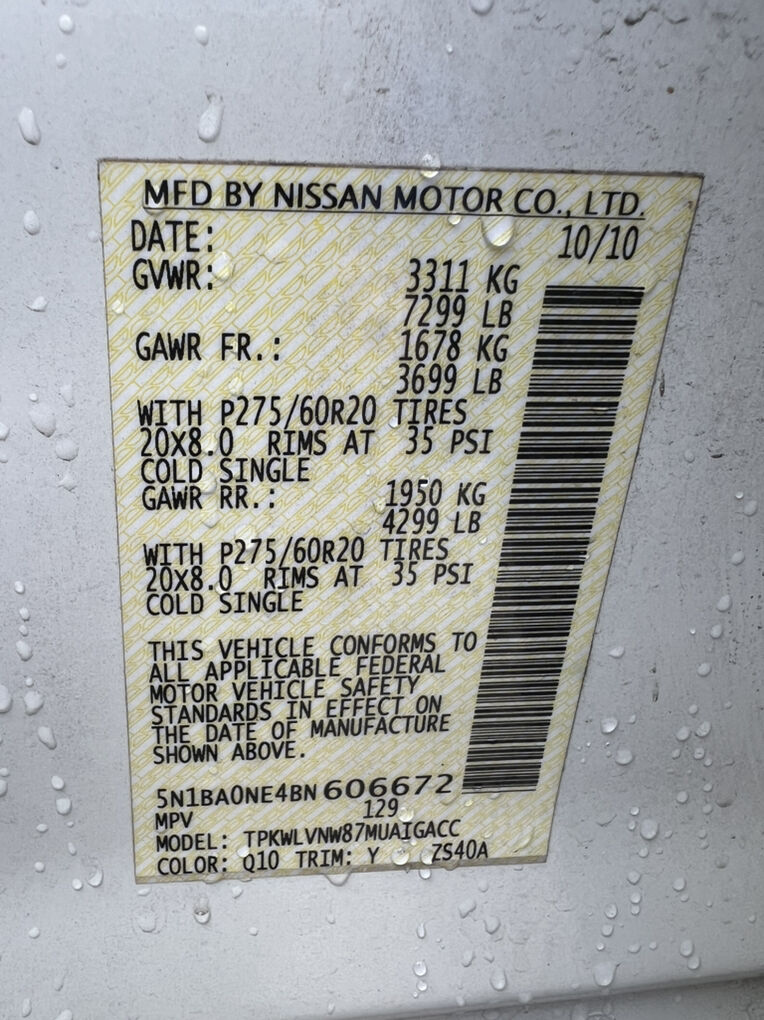 MFD BY NISSAN MOTOR CO., LTD.
DATE: 10/10
GVWR: 3311 KG
7299 LB
GAWR FR.: 1678 KG
3699 LB
WITH P275/60R20 TIRES
20X8.0 RIMS AT 35 PSI
COLD SINGLE
GAWR RR.: 1950 KG
4299 LB
WITH P275/60R20 TIRES
20X8.0 RIMS AT 35 PSI
COLD SINGLE
THIS VEHICLE CONFORMS TO
ALL APPLICABLE FEDERAL
MOTOR VEHICLE SAFETY
STANDARDS IN EFFECT ON
THE DATE OF MANUFACTURE
SHOWN ABOVE.
5N1BA0NE4BN606672
MPV 129
MODEL: TPKWLVNW87MUAIGACC
COLOR: Q10 TRIM: Y ZS40A